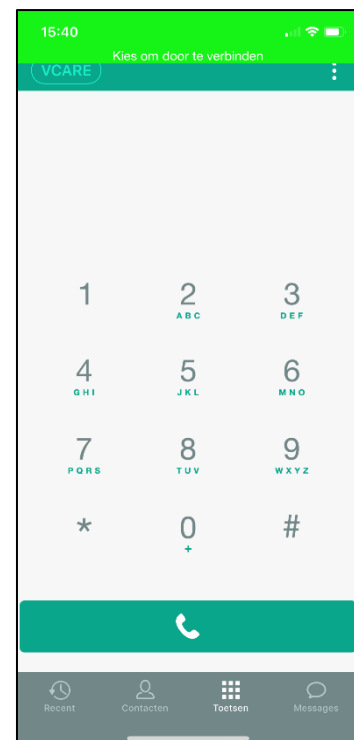 15:40
Kies om door te verbinden
VCARE
1 2 3
ABC DEF
4 5 6
GHI JKL MNO
7 8 9
PQRS TUV WXYZ
* 0 #
+
Recent Contacten Toetsen Messages